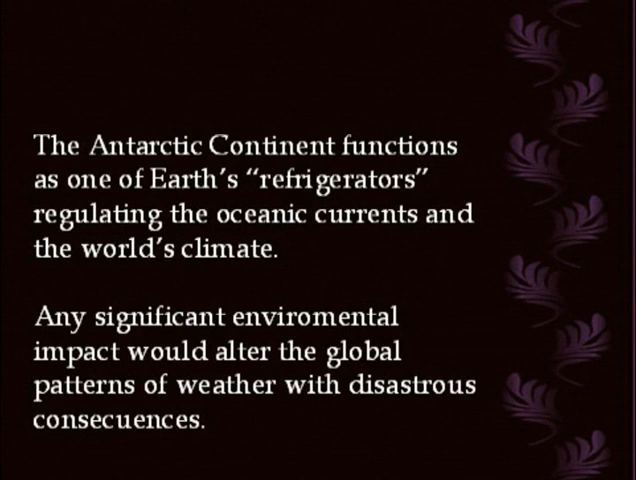 The Antarctic Continent functions
as one of Earth's “refrigerators”
regulating the oceanic currents and
the world's climate.
Any significant enviromental
impact would alter the global
patterns of weather with disastrous
consecuences.